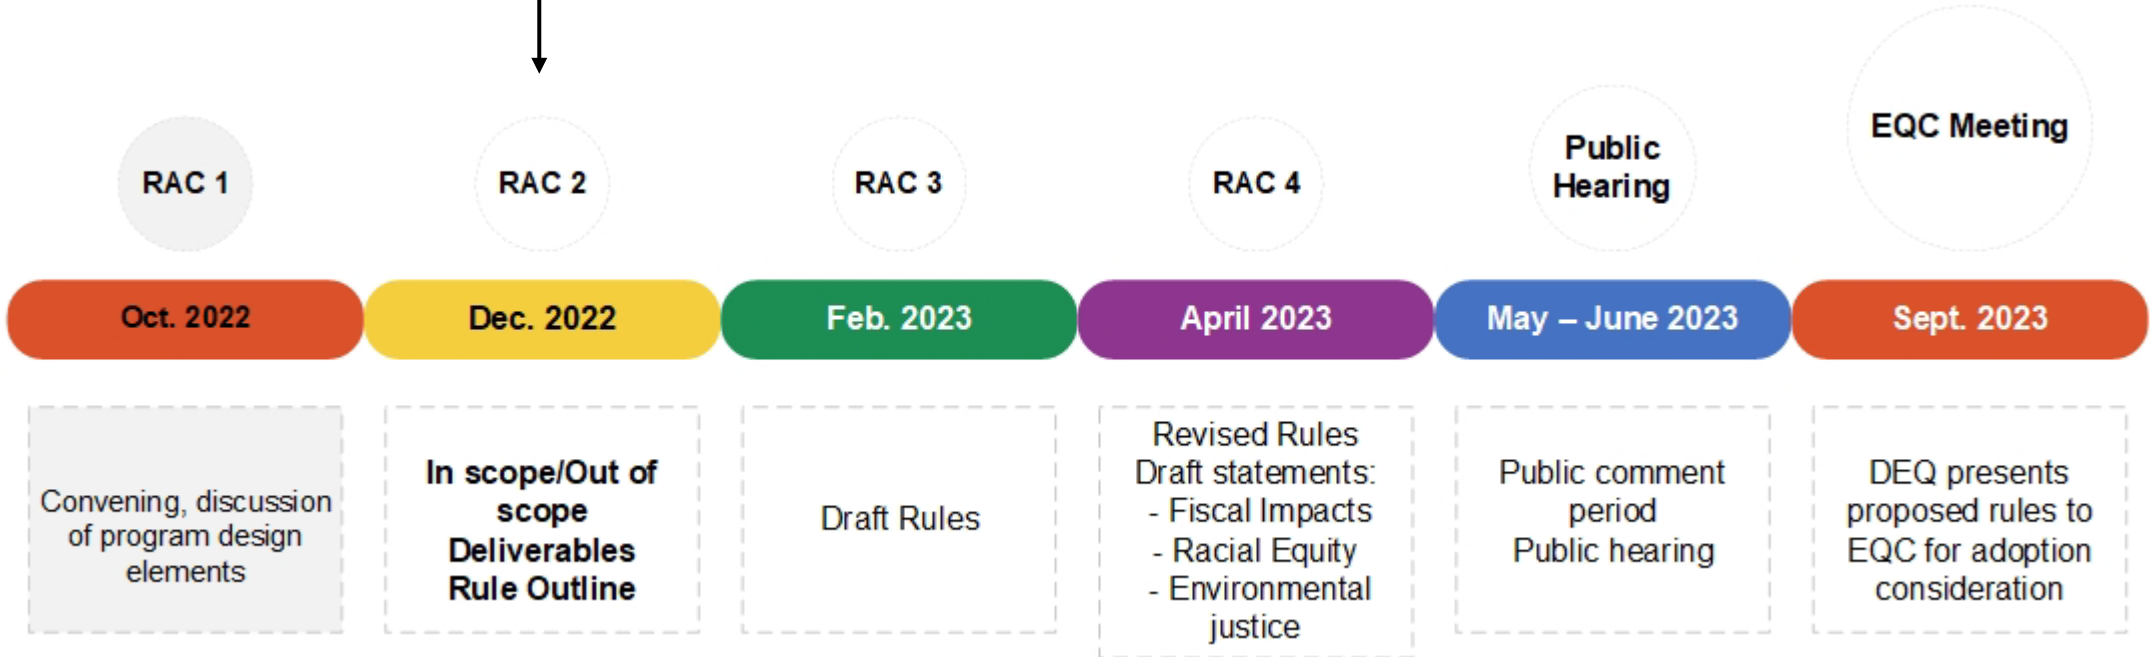 RAC 1
RAC 2
RAC 3
RAC 4
Public
Hearing
EQC Meeting
Oct. 2022
Dec. 2022
Feb. 2023
April 2023
May – June 2023
Sept. 2023
Convening, discussion
of program design
elements
In scope/Out of
scope
Deliverables
Rule Outline
Draft Rules
Revised Rules
Draft statements:
- Fiscal Impacts
- Racial Equity
- Environmental
justice
Public comment
period
Public hearing
DEQ presents
proposed rules to
EQC for adoption
consideration